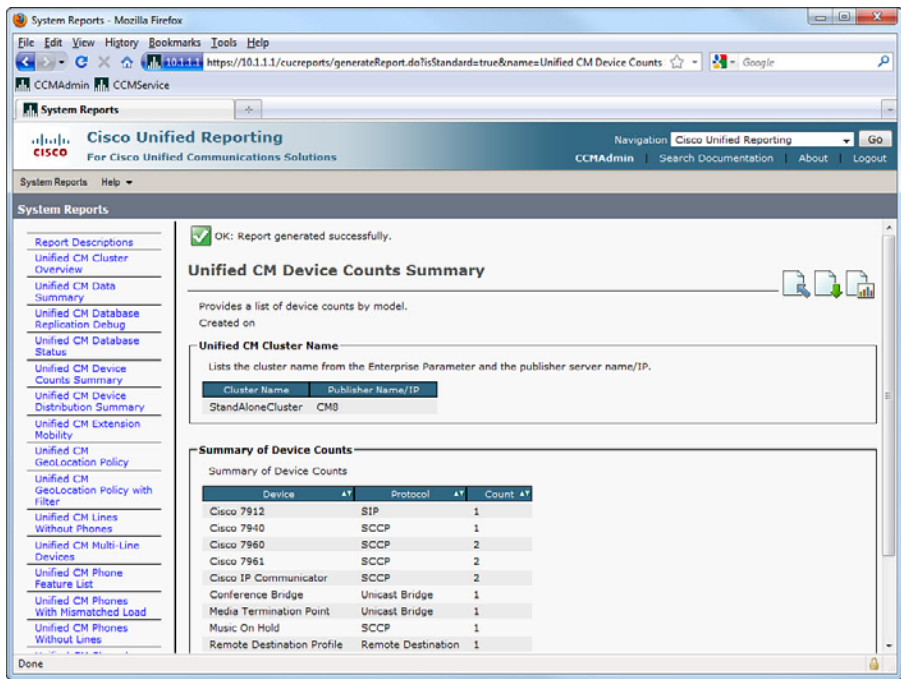 System Reports - Mozilla Firefox
File Edit View History Bookmarks Tools Help
10.1.1.1 https://10.1.1.1/cucreports/generateReport.do?isStandard=true&name=Unified CM Device Counts
Google
CCMAdmin CCMService
System Reports
CISCO
Cisco Unified Reporting
For Cisco Unified Communications Solutions
Navigation Cisco Unified Reporting Go
CCMAdmin | Search Documentation | About | Logout
System Reports Help
System Reports
Report Descriptions
Unified CM Cluster
Overview
Unified CM Data
Summary
Unified CM Database
Replication Debug
Unified CM Database
Status
Unified CM Device
Counts Summary
Unified CM Device
Distribution Summary
Unified CM Extension
Mobility
Unified CM
GeoLocation Policy
Unified CM
GeoLocation Policy with
Filter
Unified CM Lines
Without Phones
Unified CM Multi-Line
Devices
Unified CM Phone
Feature List
Unified CM Phones
With Mismatched Load
Unified CM Phones
Without Lines
OK: Report generated successfully.
Unified CM Device Counts Summary
Provides a list of device counts by model.
Created on
Unified CM Cluster Name
Lists the cluster name from the Enterprise Parameter and the publisher server name/IP.
Cluster Name Publisher Name/IP
StandAloneCluster CM8
Summary of Device Counts
Summary of Device Counts
Device Protocol Count
Cisco 7912 SIP 1
Cisco 7940 SCCP 1
Cisco 7960 SCCP 2
Cisco 7961 SCCP 2
Cisco IP Communicator SCCP 2
Conference Bridge Unicast Bridge 1
Media Termination Point Unicast Bridge 1
Music On Hold SCCP 1
Remote Destination Profile Remote Destination 1
Done